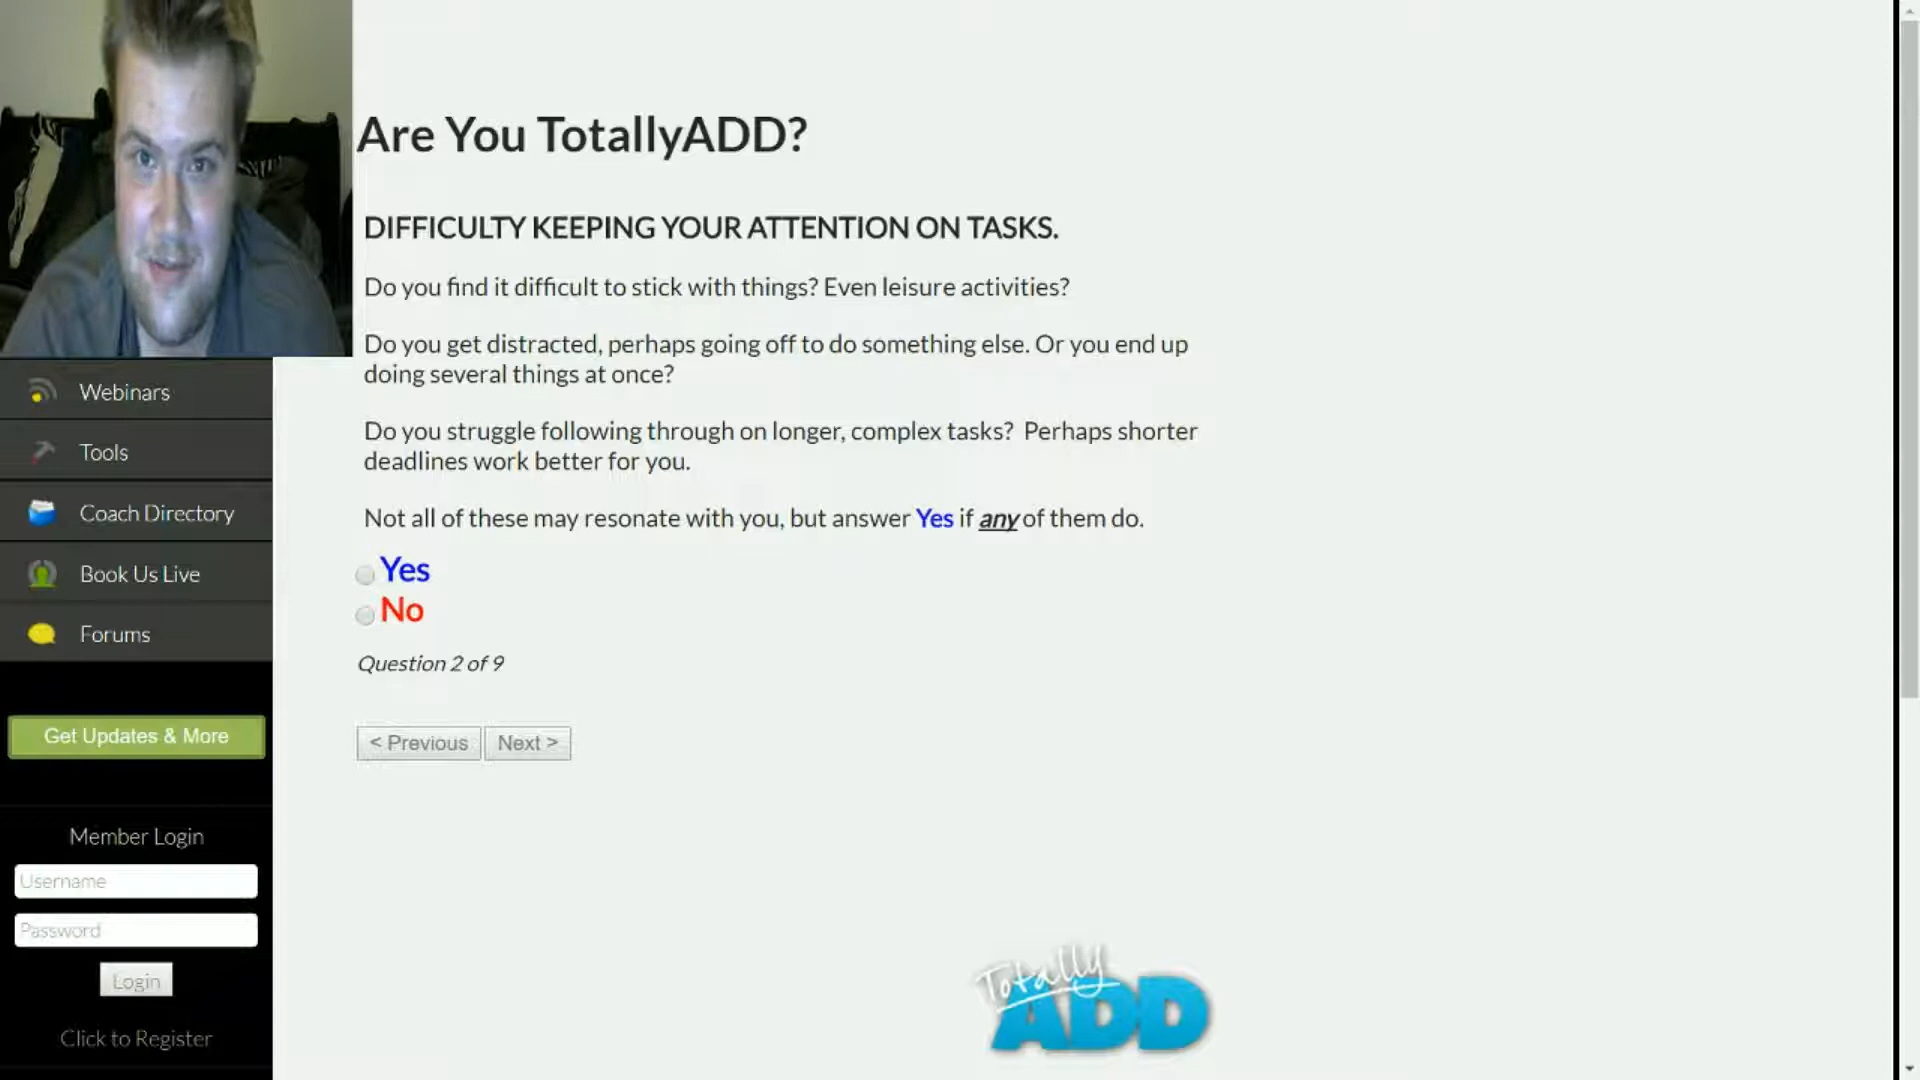 Are You TotallyADD?
DIFFICULTY KEEPING YOUR ATTENTION ON TASKS.
Do you find it difficult to stick with things? Even leisure activities?
Do you get distracted, perhaps going off to do something else. Or you end up
doing several things at once?
Do you struggle following through on longer, complex tasks? Perhaps shorter
deadlines work better for you.
Not all of these may resonate with you, but answer Yes if any of them do.
Yes
No
Question 2 of 9
< Previous
Next >
Webinars
Tools
Coach Directory
Book Us Live
Forums
Get Updates & More
Member Login
Username
Password
Login
Click to Register
Totally
ADD